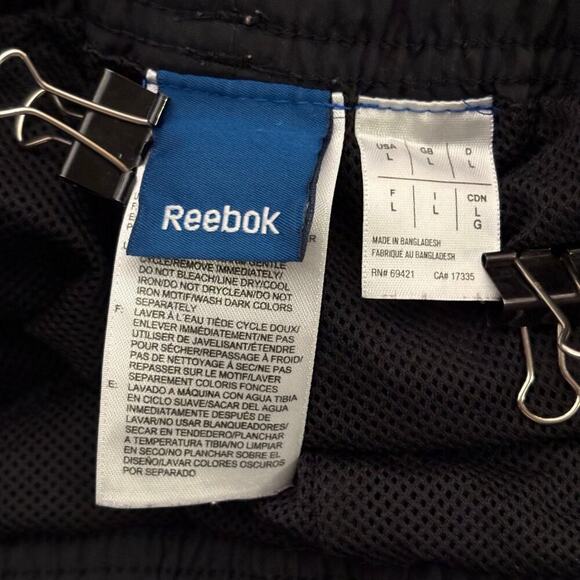 Reebok
CYCLE/REMOVE IMMEDIATELY/
DO NOT BLEACH/LINE DRY/COOL
IRON/DO NOT DRYCLEAN/DO NOT
IRON MOTIF/WASH DARK COLORS
SEPARATELY
F: LAVER À L'EAU TIÈDE CYCLE DOUX/
ENLEVER IMMÉDIATEMENT/NE PAS
UTILISER DE JAVELISANT/ÉTENDRE
POUR SÉCHER/REPASSAGE À FROID/
PAS DE NETTOYAGE À SEC/NE PAS
REPASSER SUR LE MOTIF/LAVER
SEPAREMENT COLORIS FONCES
E: LAVADO A MÁQUINA CON AGUA TIBIA
EN CICLO SUAVE/SACAR DEL AGUA
INMEDIATAMENTE DESPUÉS DE
LAVAR/NO USAR BLANQUEADORES/
SECAR EN TENDEDERO/PLANCHAR
A TEMPERATURA TIBIA/NO LIMPIAR
EN SECO/NO PLANCHAR SOBRE EL
DISEÑO/LAVAR COLORES OSCUROS
POR SEPARADO
USA GB D
L L L
F I CDN
L L L
G
MADE IN BANGLADESH
FABRIQUÉ AU BANGLADESH
RN# 69421 CA# 17335